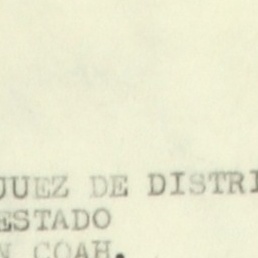 JUEZ DE DISTRI
ESTADO
N COAH.